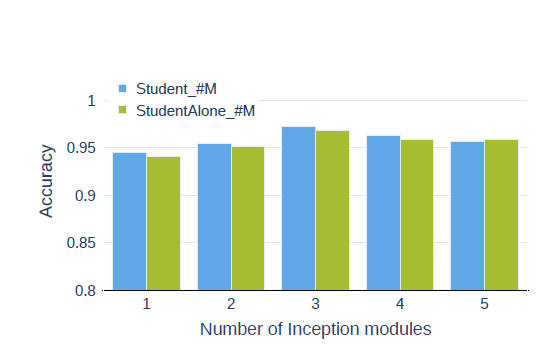 Student_#M
StudentAlone_#M
1
0.95
0.9
0.85
0.8
Accuracy
1 2 3 4 5
Number of Inception modules